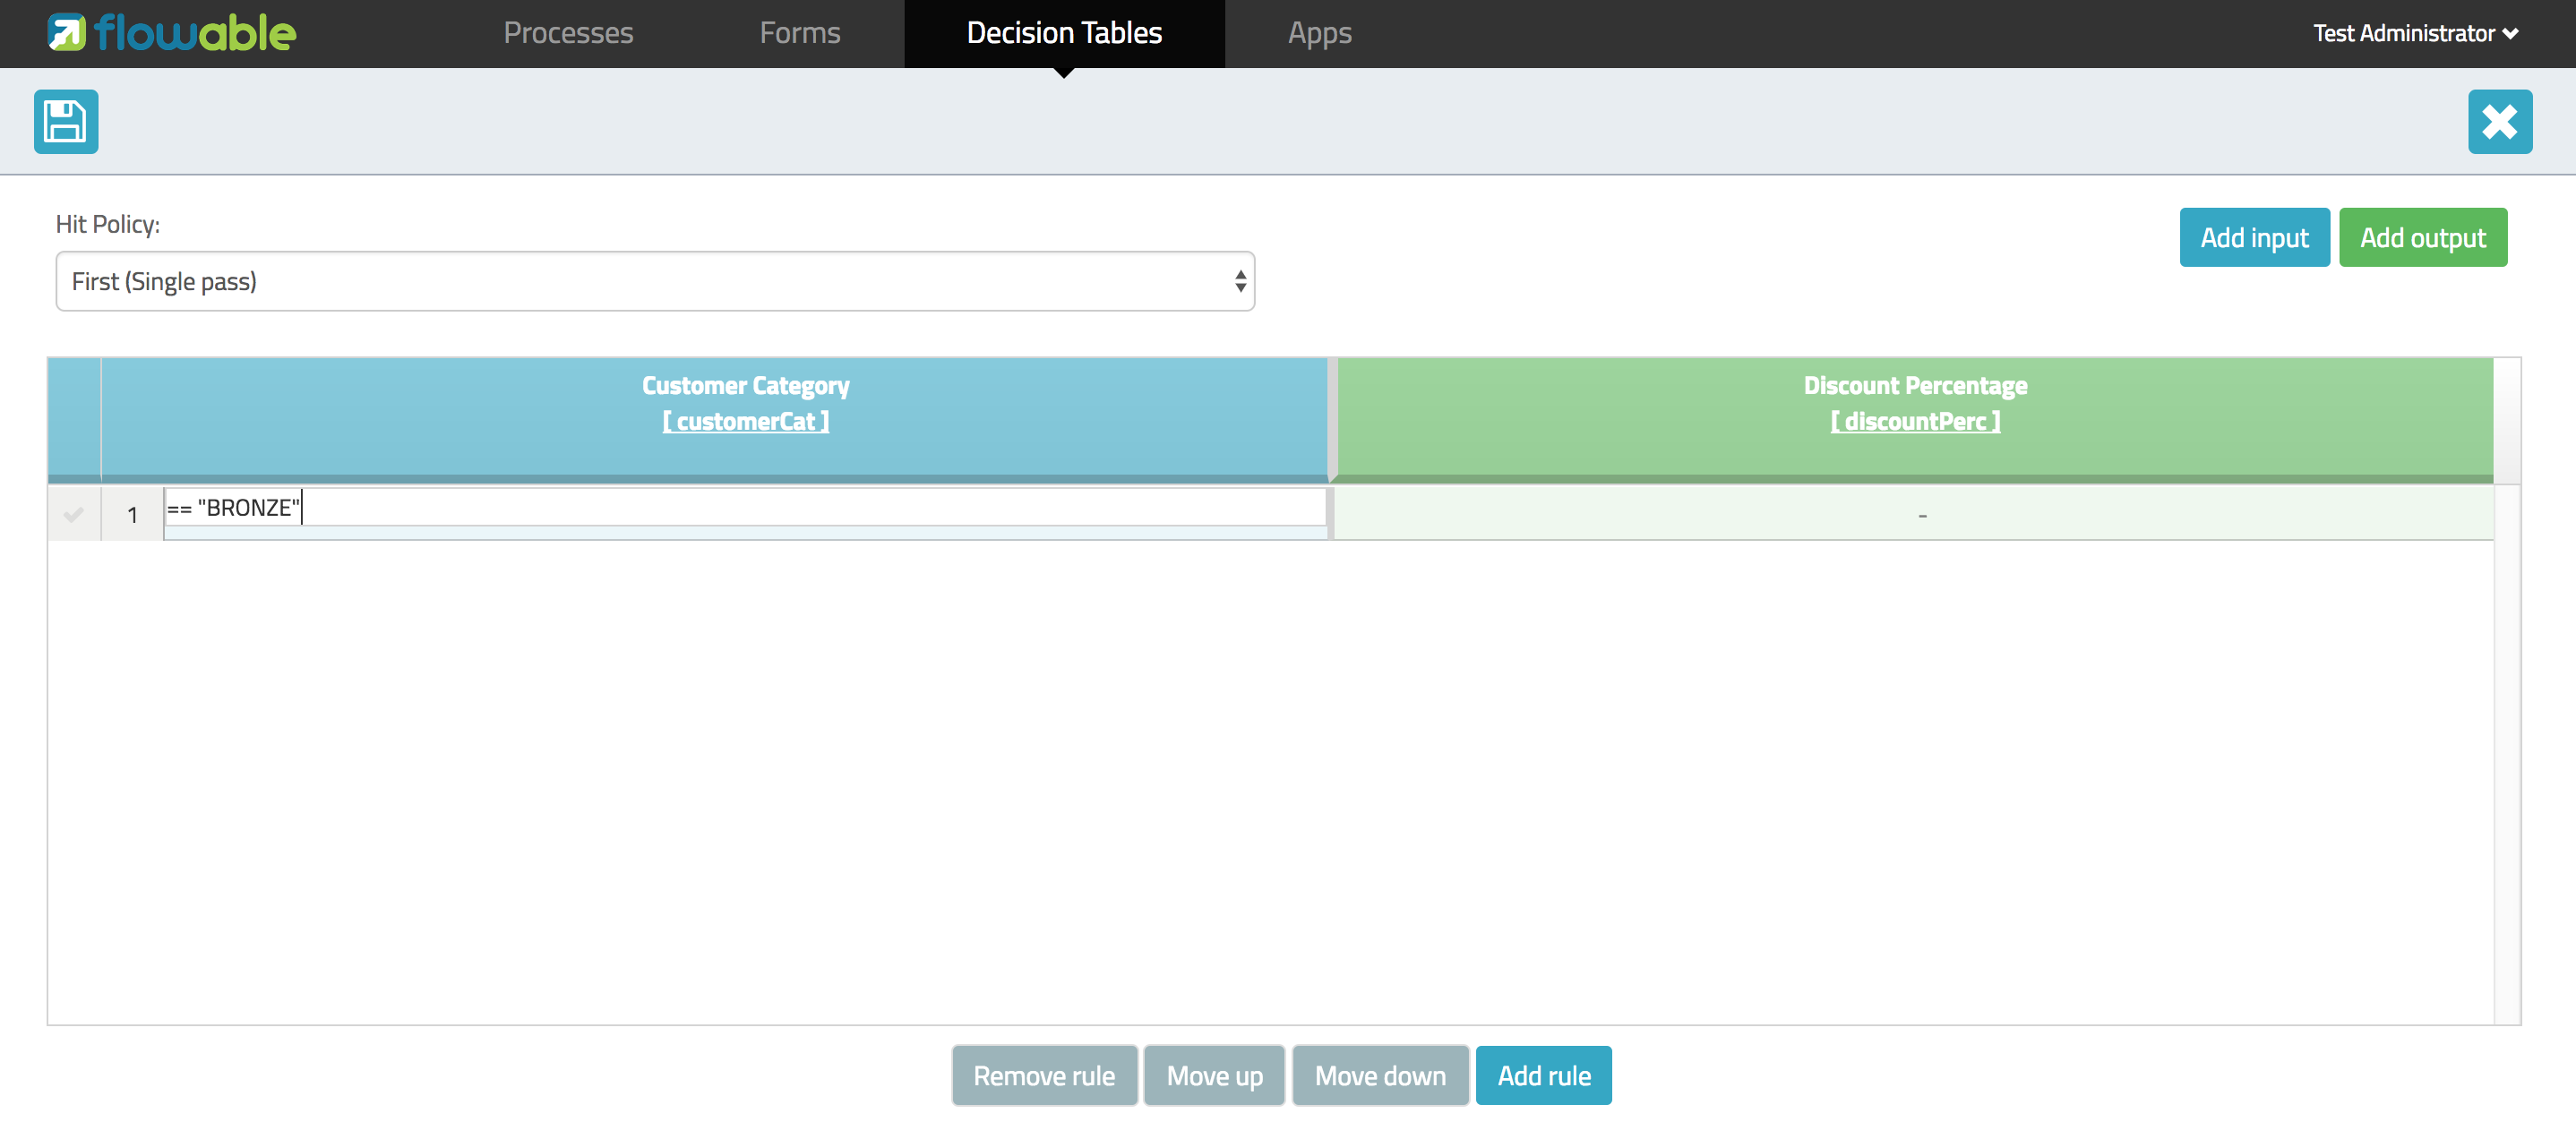 flowable
Processes
Forms
Decision Tables
Apps
Test Administrator
Hit Policy:
First (Single pass)
Add input
Add output
Customer Category
[ customerCat ]
Discount Percentage
[ discountPerc ]
1
== "BRONZE"
-
Remove rule
Move up
Move down
Add rule